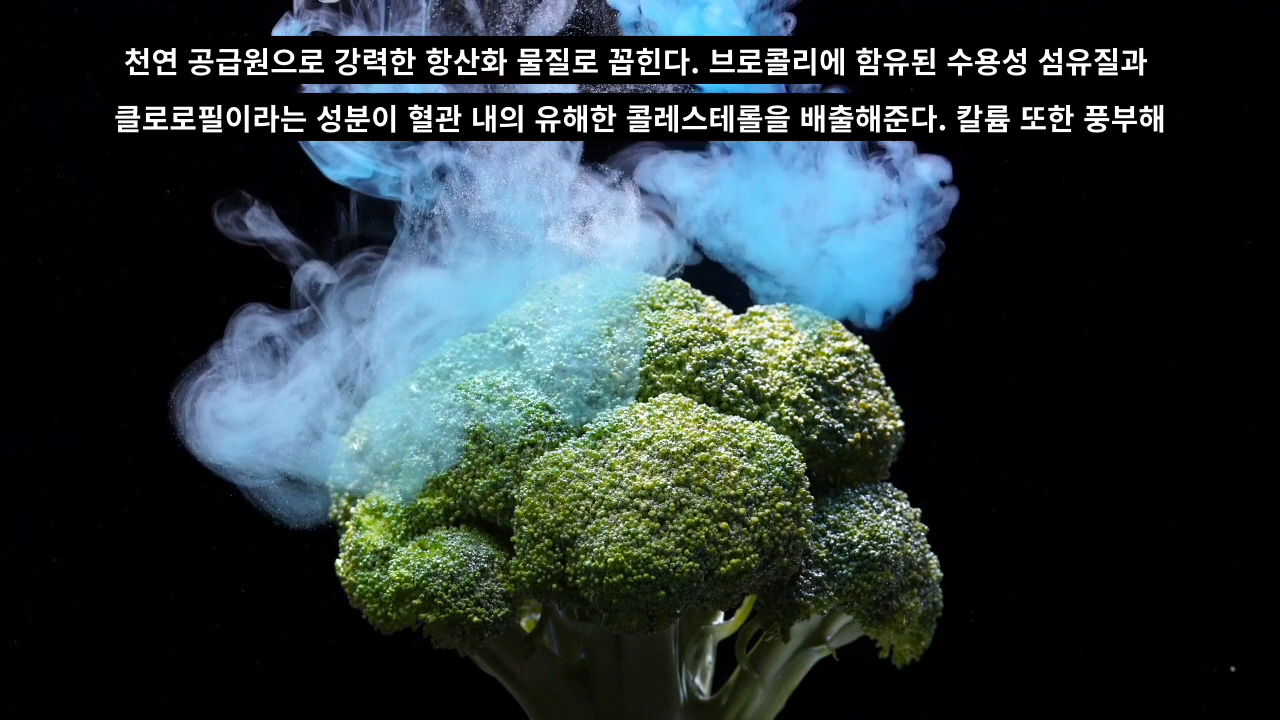 천연 공급원으로 강력한 항산화 물질로 꼽힌다. 브로콜리에 함유된 수용성 섬유질과
클로로필이라는 성분이 혈관 내의 유해한 콜레스테롤을 배출해준다. 칼륨 또한 풍부해